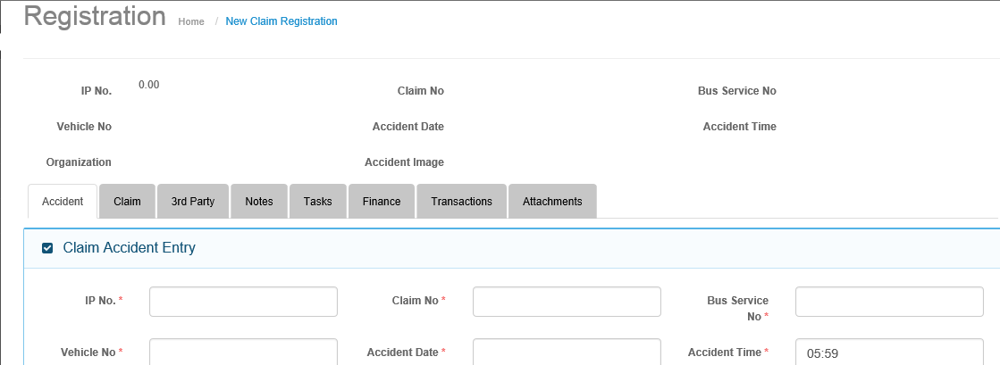 Registration Home / New Claim Registration
IP No. 0.00 Claim No Bus Service No
Vehicle No Accident Date Accident Time
Organization Accident Image
Accident Claim 3rd Party Notes Tasks Finance Transactions Attachments
Claim Accident Entry
IP No. * Claim No * Bus Service
No *
Vehicle No * Accident Date * Accident Time * 05:59